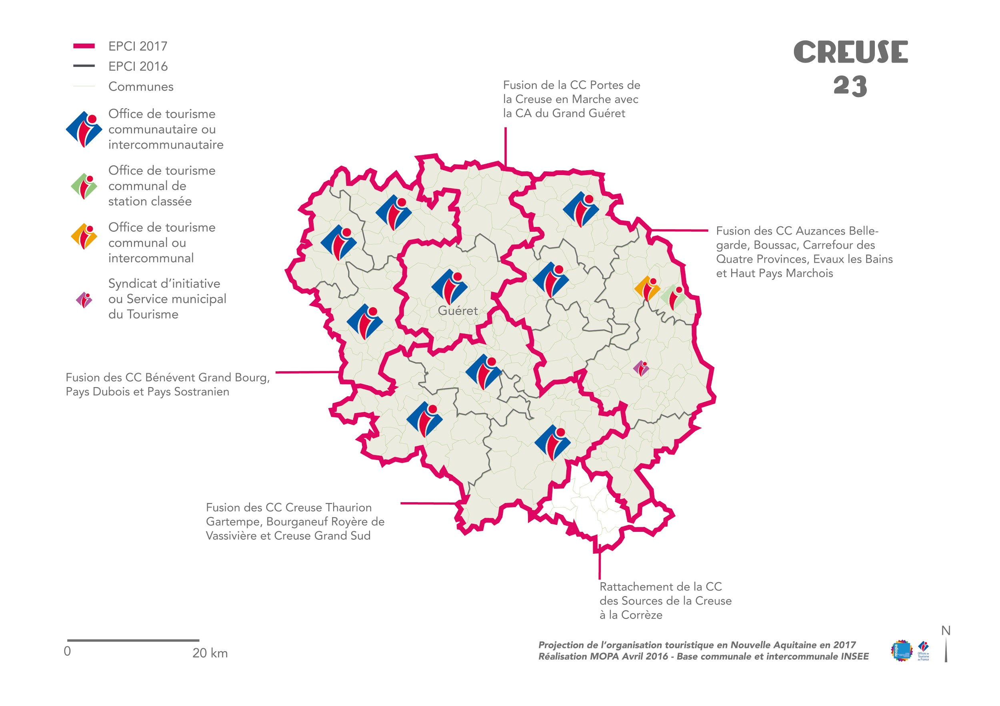 EPCI 2017
EPCI 2016
Communes
Office de tourisme
communautaire ou
intercommunautaire
Office de tourisme
communal de
station classée
Office de tourisme
communal ou
intercommunal
Syndicat d’initiative
ou Service municipal
du Tourisme
CREUSE
23
Fusion de la CC Portes de
la Creuse en Marche avec
la CA du Grand Guéret
Fusion des CC Auzances Belle-
garde, Boussac, Carrefour des
Quatre Provinces, Evaux les Bains
et Haut Pays Marchois
Guéret
Fusion des CC Bénévent Grand Bourg,
Pays Dubois et Pays Sostranien
Fusion des CC Creuse Thaurion
Gartempe, Bourganeuf Royère de
Vassivière et Creuse Grand Sud
Rattachement de la CC
des Sources de la Creuse
à la Corrèze
0
20 km
Projection de l’organisation touristique en Nouvelle Aquitaine en 2017
Réalisation MOPA Avril 2016 - Base communale et intercommunale INSEE
mopa
Offices de
Tourisme
de France
N